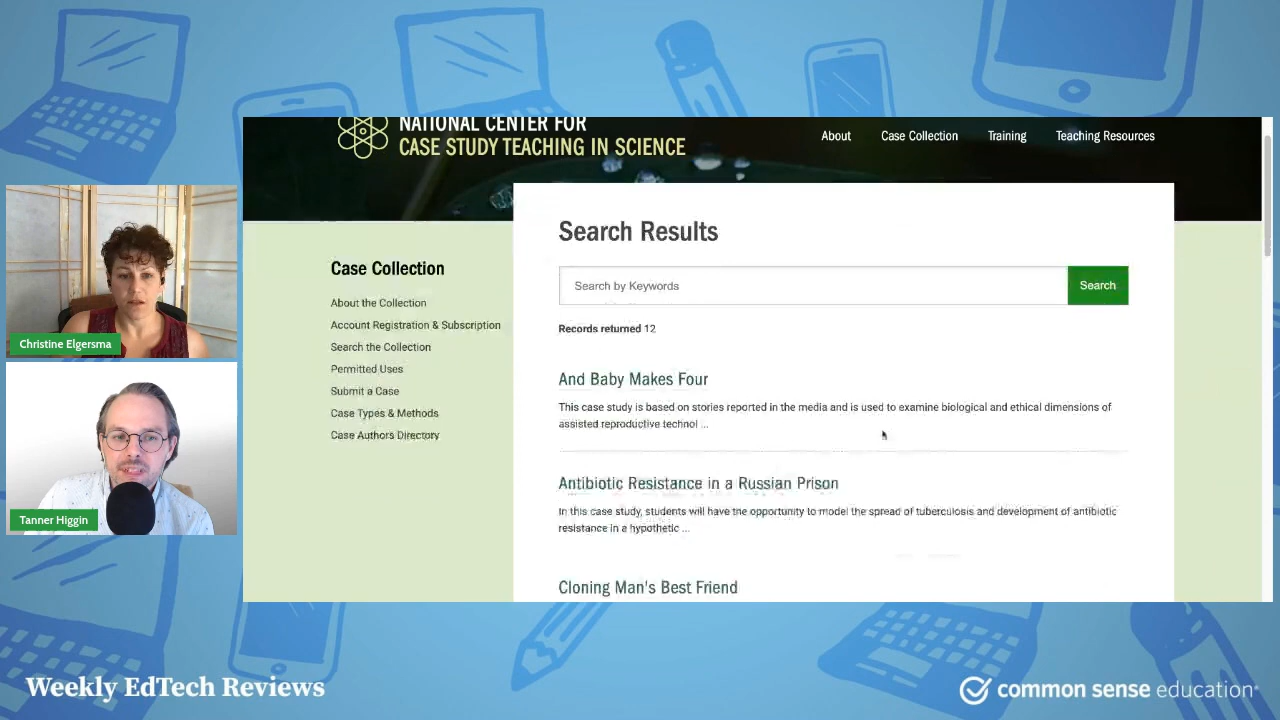 NATIONAL CENTER FOR
CASE STUDY TEACHING IN SCIENCE
About Case Collection Training Teaching Resources
Search Results
Case Collection
Search by Keywords Search
About the Collection
Account Registration & Subscription
Search the Collection
Permitted Uses
Submit a Case
Case Types & Methods
Case Authors Directory
Records returned 12
And Baby Makes Four
This case study is based on stories reported in the media and is used to examine biological and ethical dimensions of
assisted reproductive technol ...
Antibiotic Resistance in a Russian Prison
In this case study, students will have the opportunity to model the spread of tuberculosis and development of antibiotic
resistance in a hypothetic ...
Cloning Man's Best Friend
Christine Elgersma
Tanner Higgin
Weekly EdTech Reviews
common sense education®